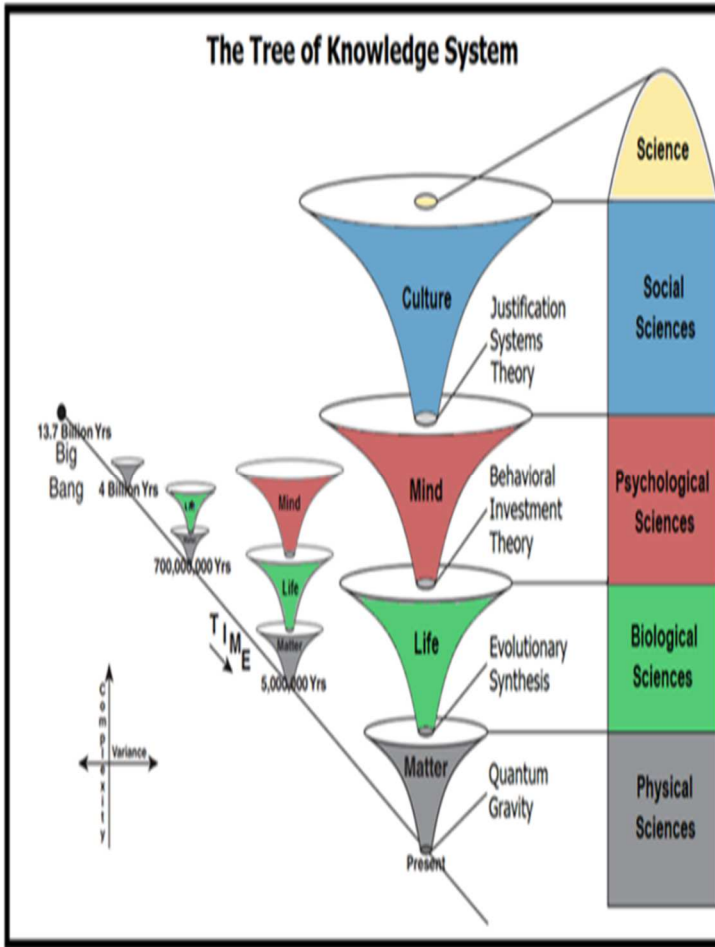 The Tree of Knowledge System
Science
Culture
Social
Sciences
Justification
Systems
Theory
13.7 Billion Yrs
Big
Bang
4 Billion Yrs
Mind
Mind
Psychological
Sciences
Behavioral
Investment
Theory
Life
700,000,000 Yrs
Life
Life
Biological
Sciences
Evolutionary
Synthesis
TIME
Matter
5,000,000 Yrs
Complexity
Variance
Matter
Quantum
Gravity
Physical
Sciences
Present